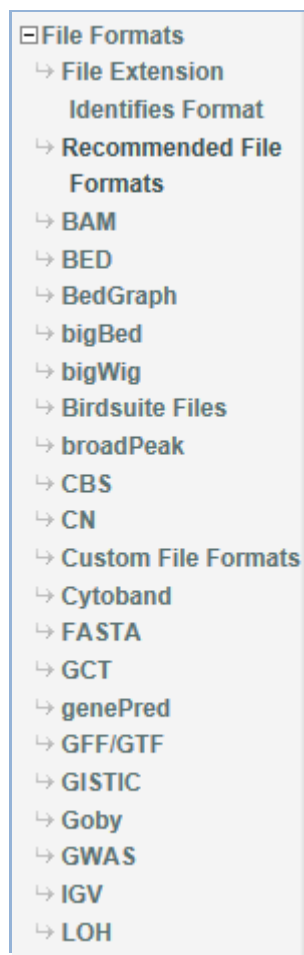 File Formats
File Extension
Identifies Format
Recommended File
Formats
BAM
BED
BedGraph
bigBed
bigWig
Birdsuite Files
broadPeak
CBS
CN
Custom File Formats
Cytoband
FASTA
GCT
genePred
GFF/GTF
GISTIC
Goby
GWAS
IGV
LOH